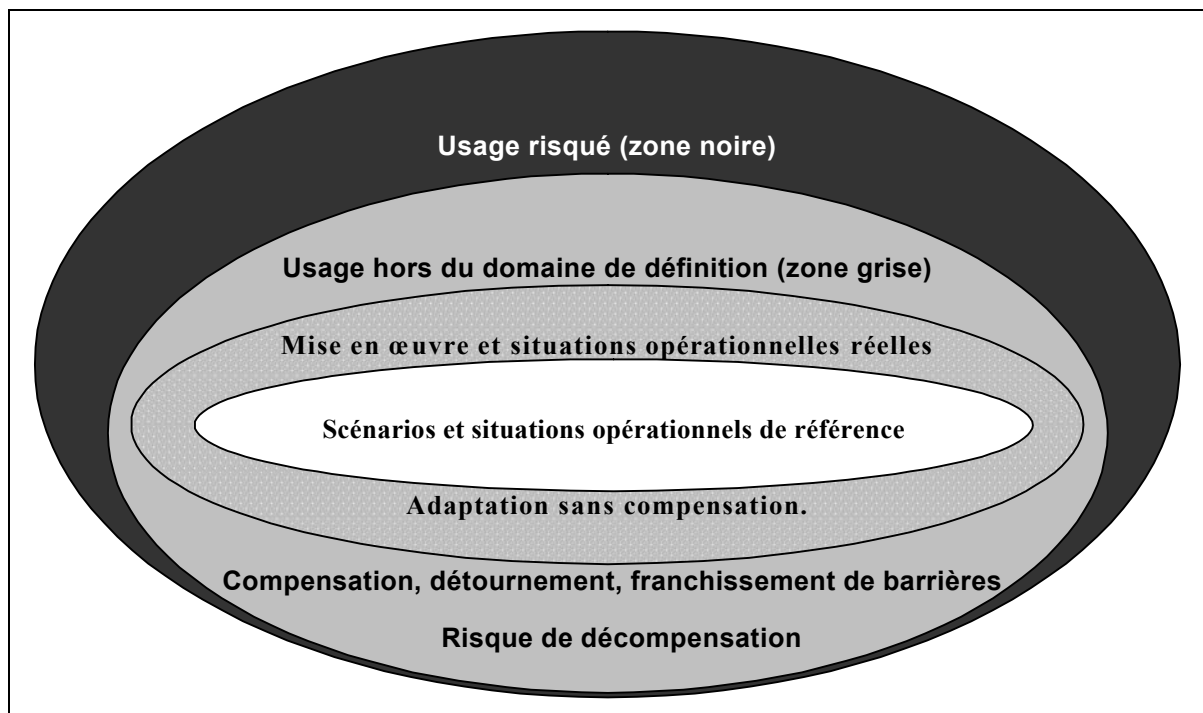 Usage risqué (zone noire)
Usage hors du domaine de définition (zone grise)
Mise en œuvre et situations opérationnelles réelles
Scénarios et situations opérationnels de référence
Adaptation sans compensation.
Compensation, détournement, franchissement de barrières
Risque de décompensation